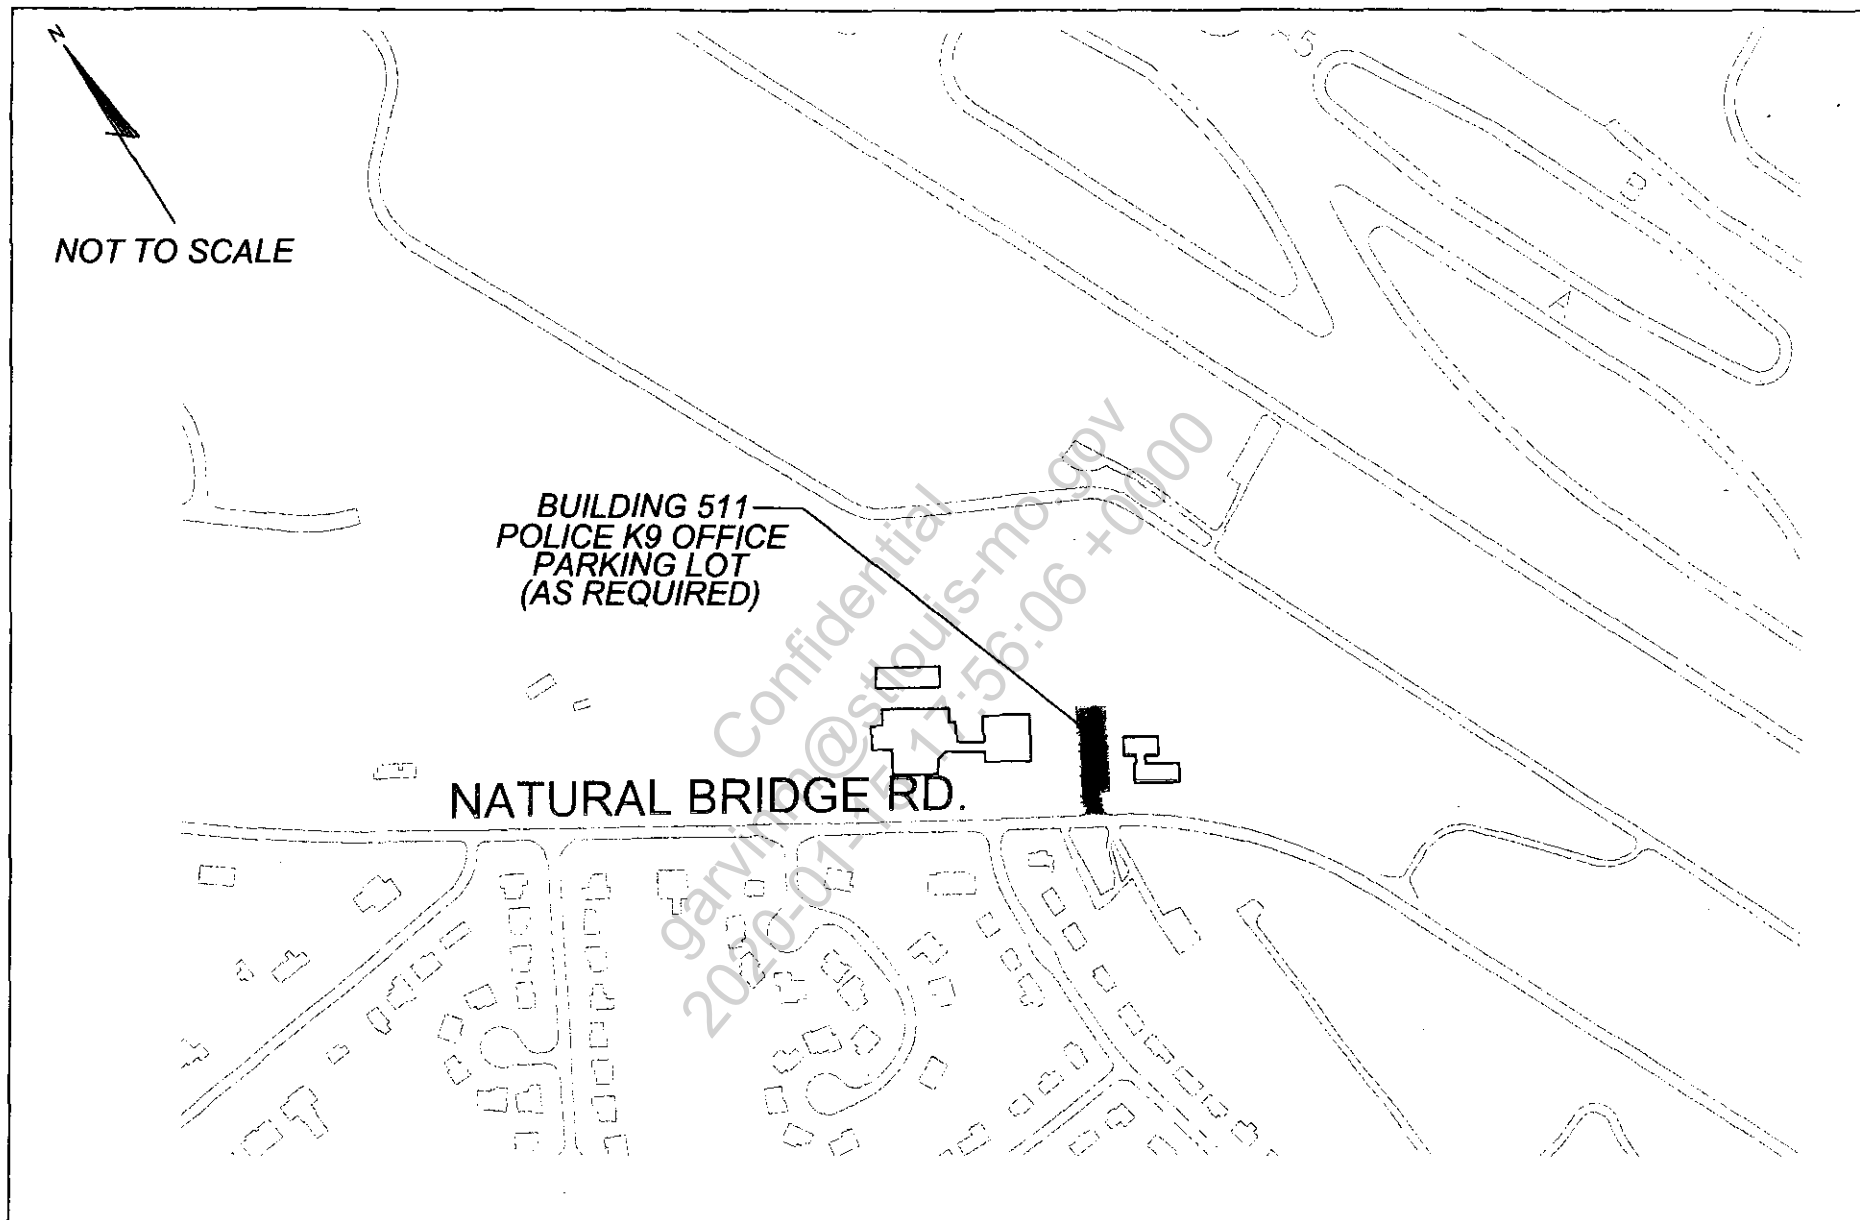 N
NOT TO SCALE
BUILDING 511
POLICE K9 OFFICE
PARKING LOT
(AS REQUIRED)
NATURAL BRIDGE RD.
A
B
Confidential
garvinm@stlouis-mo.gov
2020-01-15 17:56:06 +0000